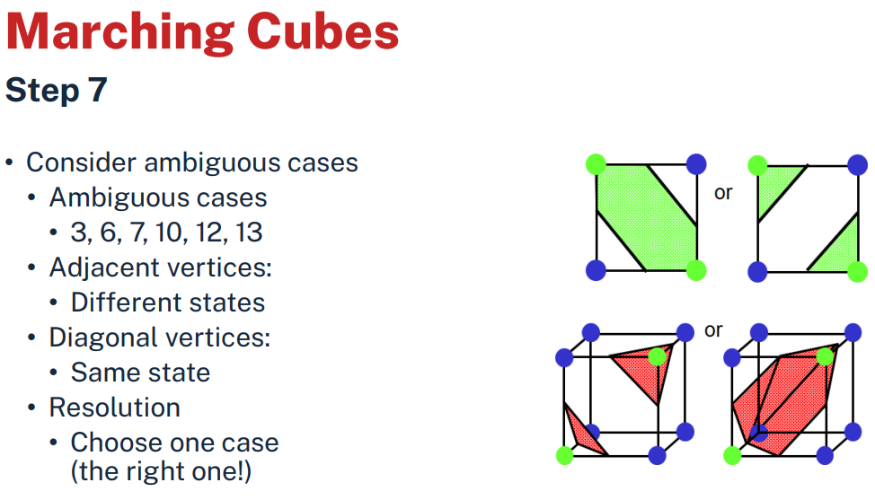 Marching Cubes
Step 7
• Consider ambiguous cases
• Ambiguous cases
• 3, 6, 7, 10, 12, 13
• Adjacent vertices:
• Different states
• Diagonal vertices:
• Same state
• Resolution
• Choose one case
(the right one!)
or
or